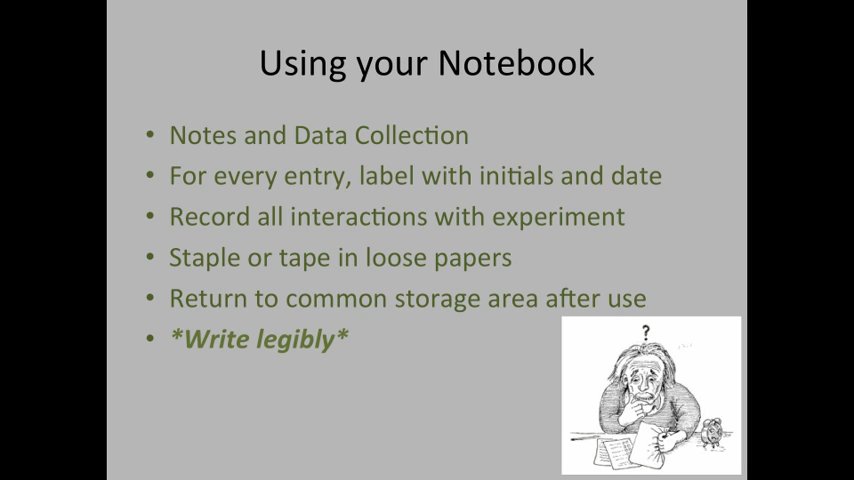 Using your Notebook
• Notes and Data Collection
• For every entry, label with initials and date
• Record all interactions with experiment
• Staple or tape in loose papers
• Return to common storage area after use
• *Write legibly*
?